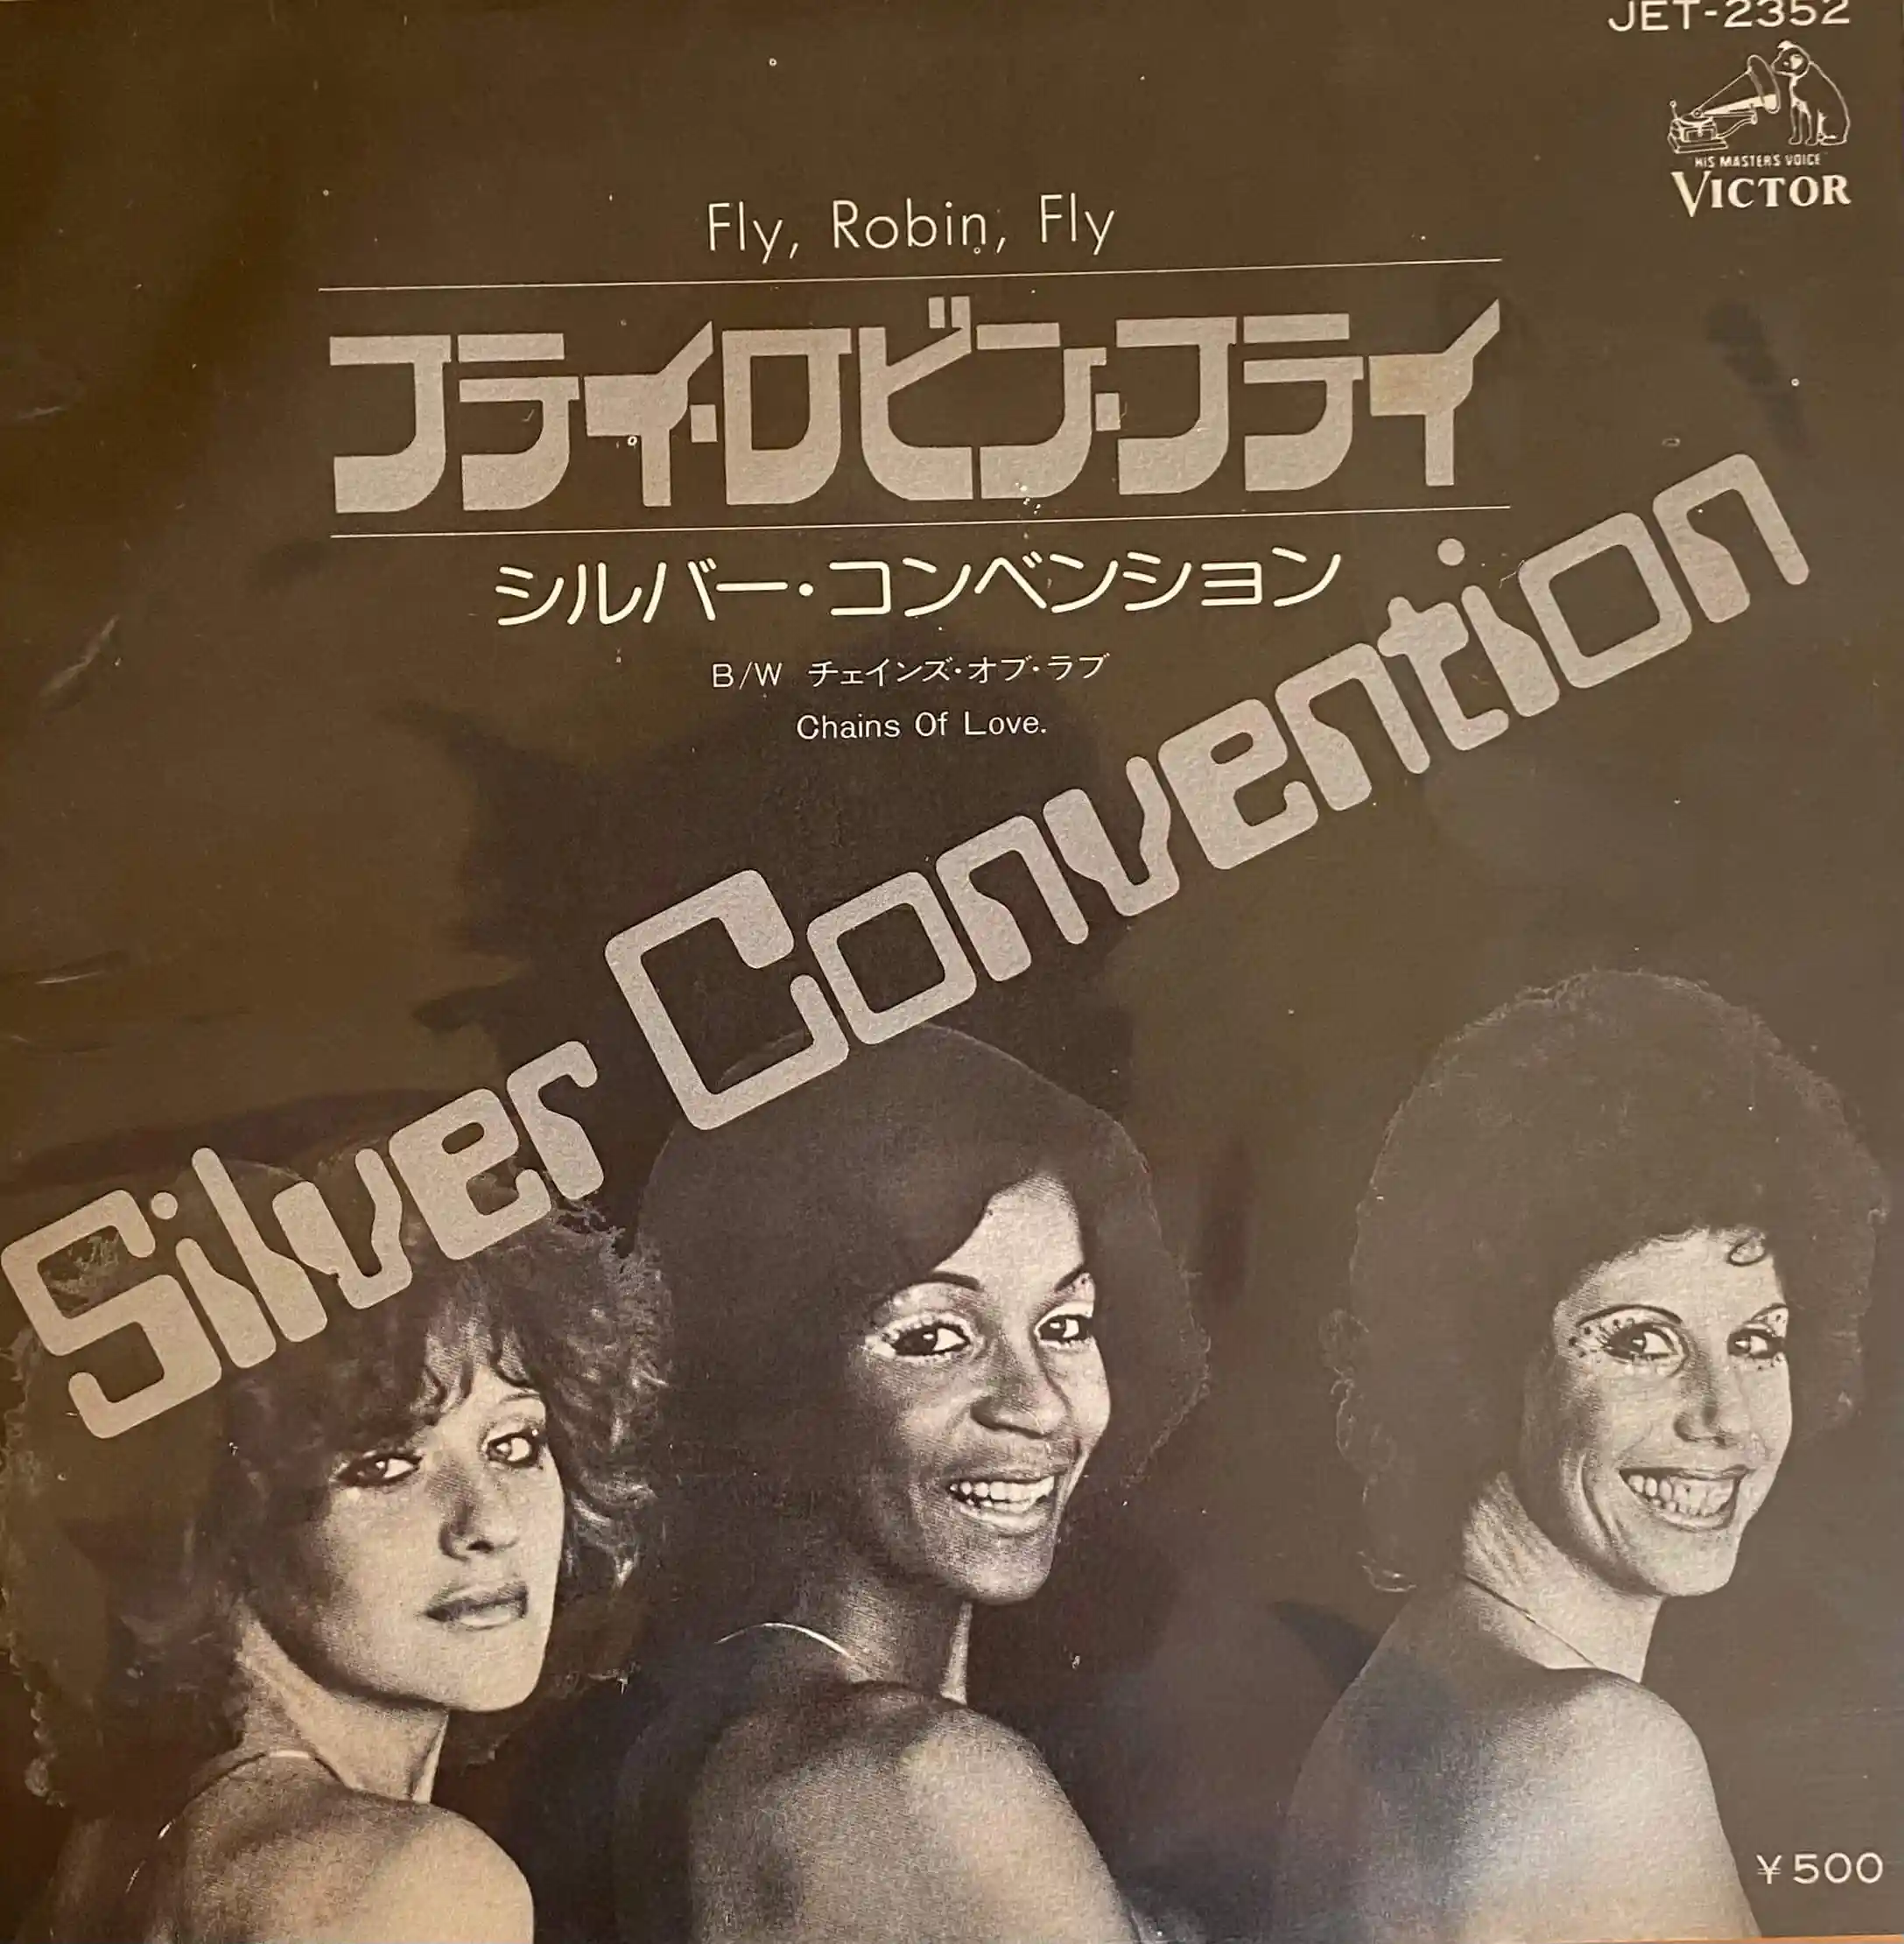 JET-2352
HIS MASTER'S VOICE
VICTOR
Fly, Robin, Fly
フライ・ロビン・フライ
シルバー・コンベンション
B/W チェインズ・オブ・ラブ
Chains Of Love.
Silver Convention
¥500